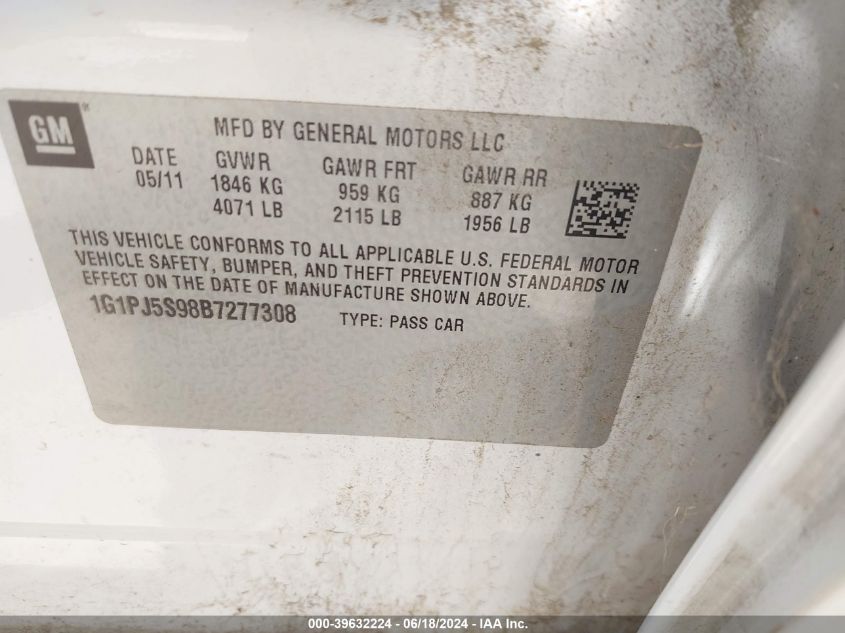 GM
MFD BY GENERAL MOTORS LLC
DATE GVWR GAWR FRT GAWR RR
05/11 1846 KG 959 KG 887 KG
4071 LB 2115 LB 1956 LB
THIS VEHICLE CONFORMS TO ALL APPLICABLE U.S. FEDERAL MOTOR
VEHICLE SAFETY, BUMPER, AND THEFT PREVENTION STANDARDS IN
EFFECT ON THE DATE OF MANUFACTURE SHOWN ABOVE.
1G1PJ5S98B7277308 TYPE: PASS CAR
000-39632224 - 06/18/2024 - IAA Inc.